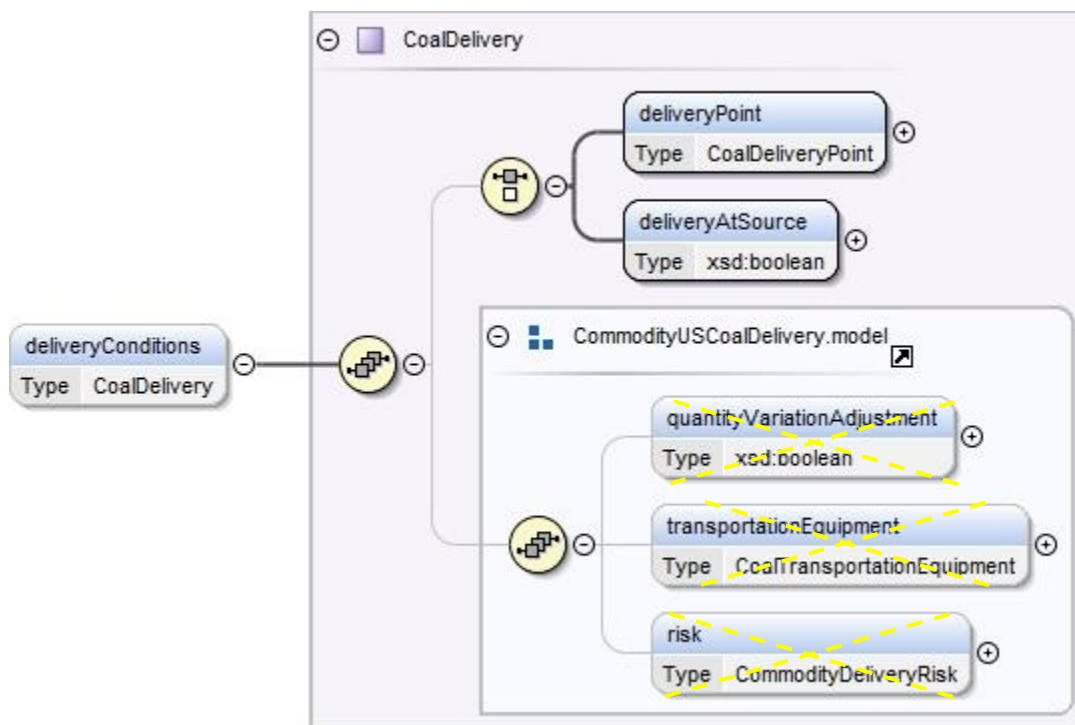 CoalDelivery
deliveryPoint
Type CoalDeliveryPoint
deliveryAtSource
Type xsd:boolean
deliveryConditions
Type CoalDelivery
CommodityUSCoalDelivery.model
quantityVariationAdjustment
Type xsd:boolean
transportationEquipment
Type CoalTransportationEquipment
risk
Type CommodityDeliveryRisk